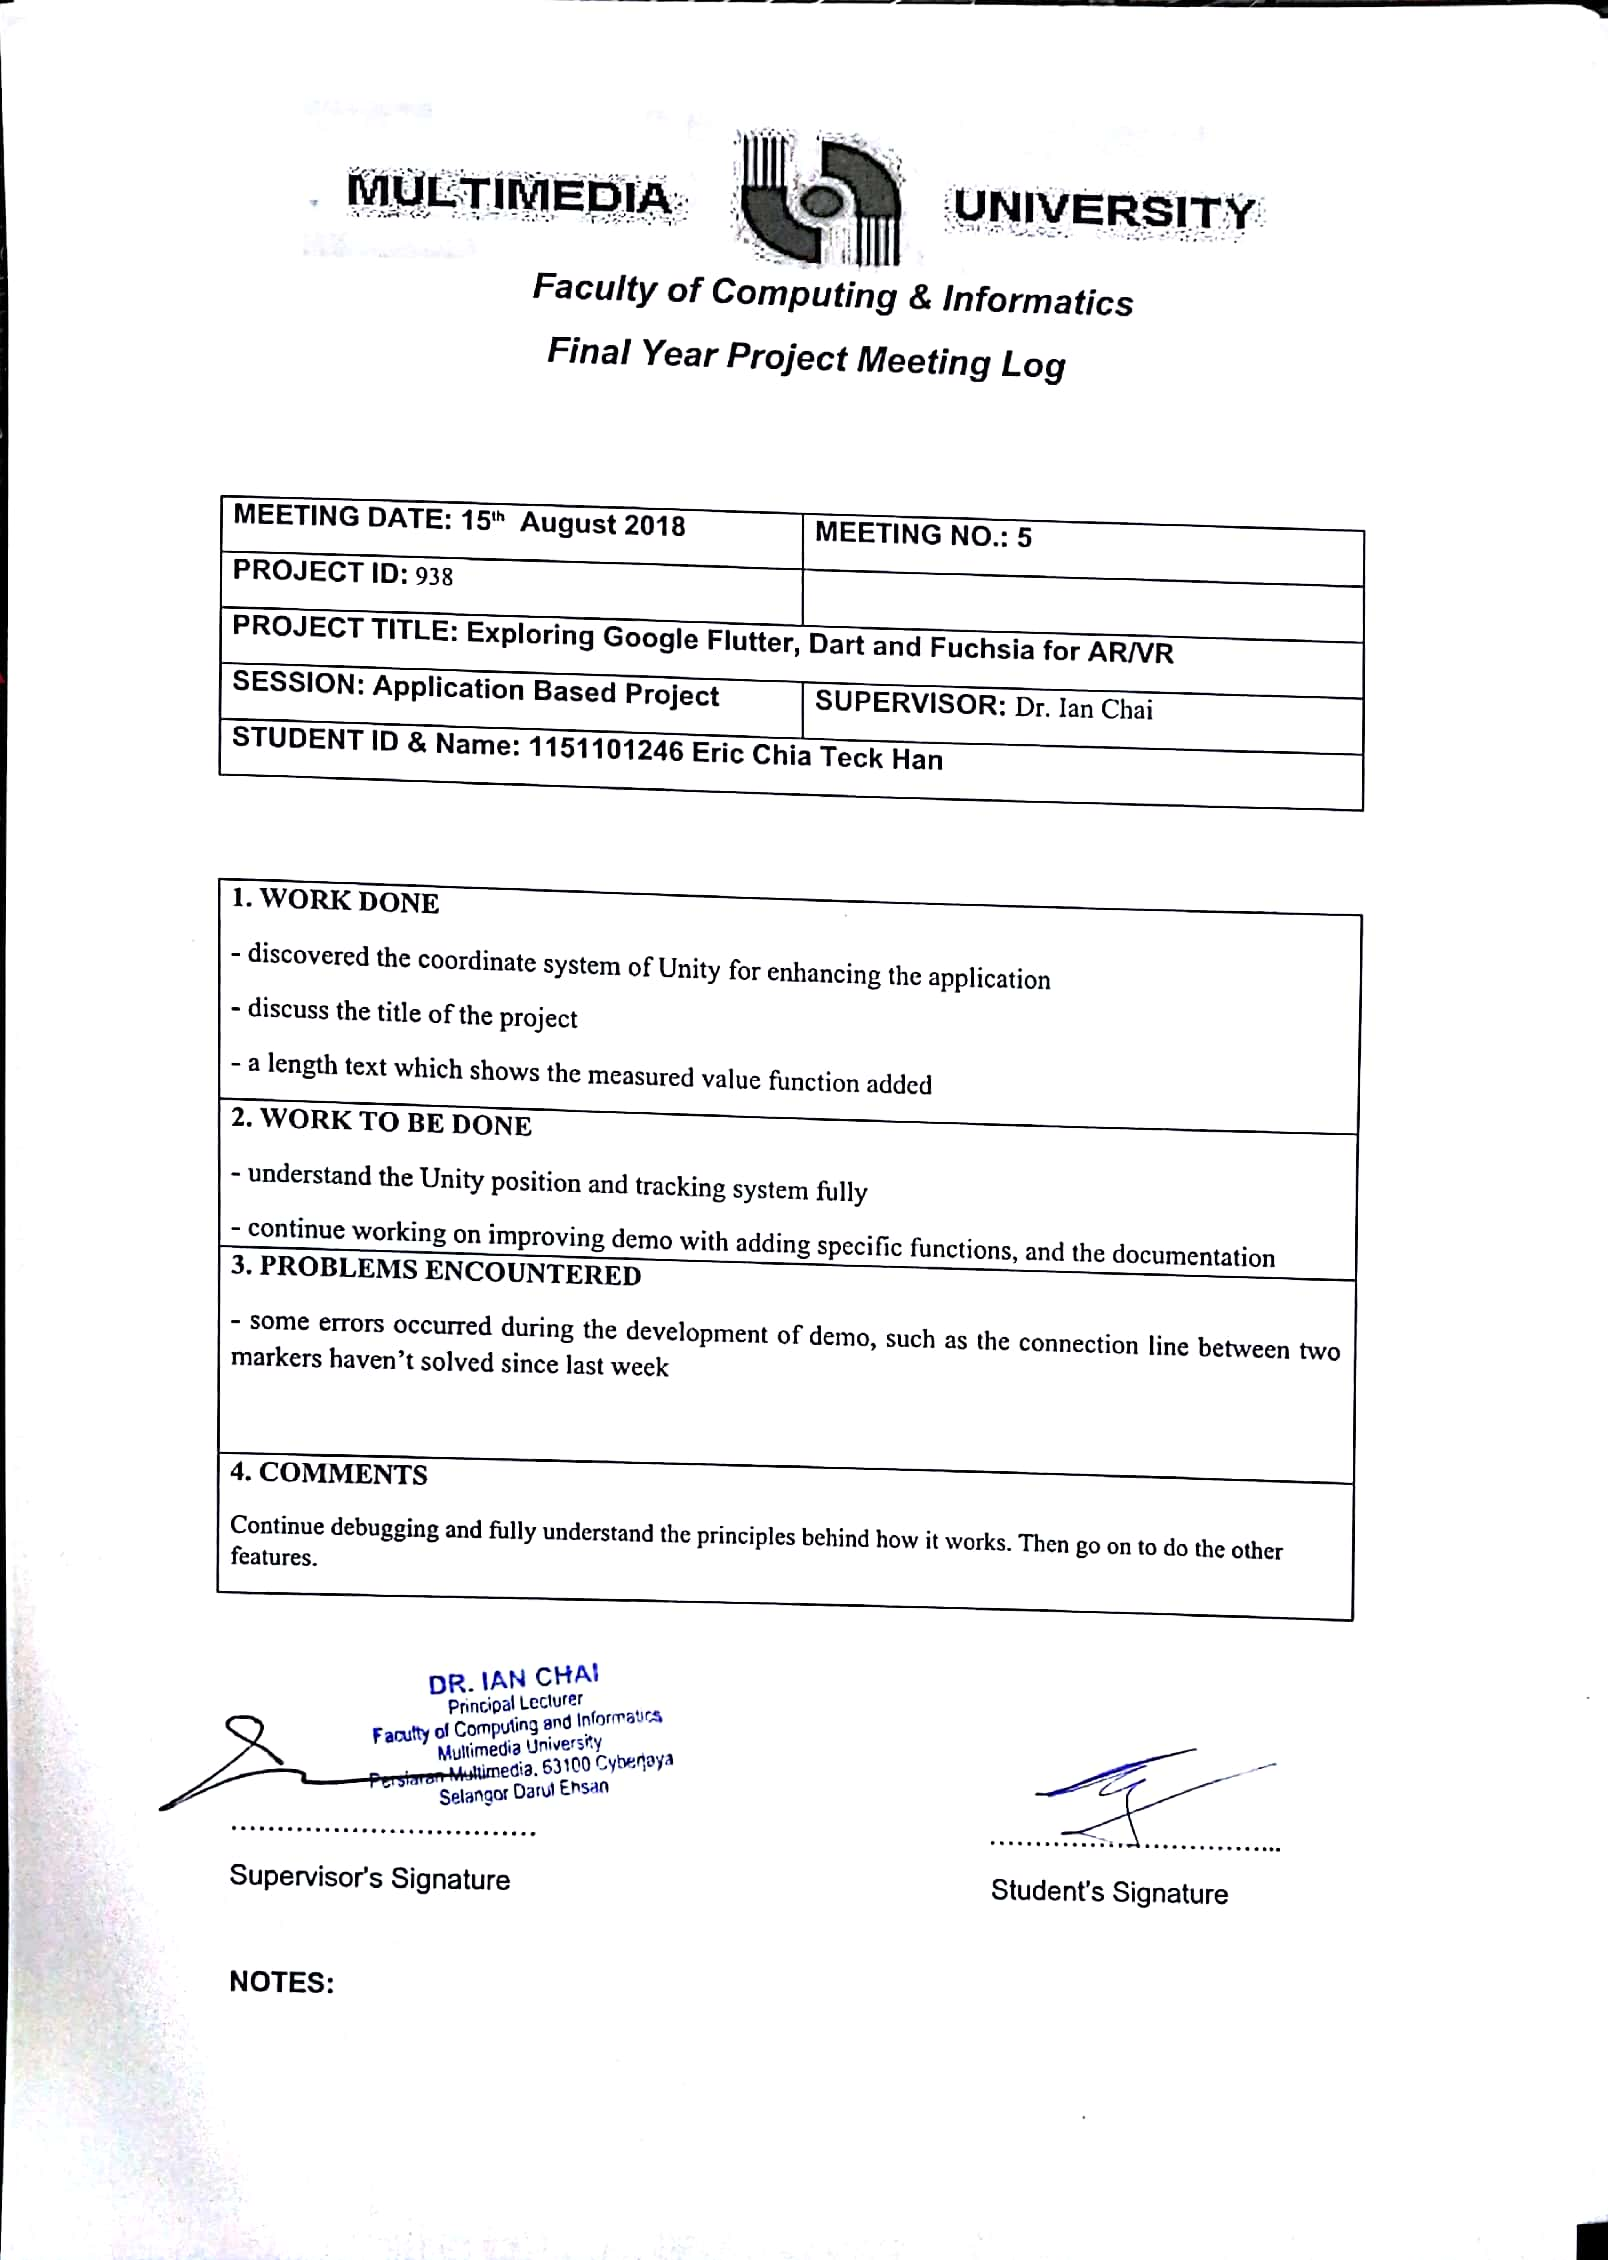 MULTIMEDIA UNIVERSITY
Faculty of Computing & Informatics
Final Year Project Meeting Log
MEETING DATE: 15th August 2018
MEETING NO.: 5
PROJECT ID: 938
PROJECT TITLE: Exploring Google Flutter, Dart and Fuchsia for AR/VR
SESSION: Application Based Project
SUPERVISOR: Dr. Ian Chai
STUDENT ID & Name: 1151101246 Eric Chia Teck Han
1. WORK DONE
- discovered the coordinate system of Unity for enhancing the application
- discuss the title of the project
- a length text which shows the measured value function added
2. WORK TO BE DONE
- understand the Unity position and tracking system fully
- continue working on improving demo with adding specific functions, and the documentation
3. PROBLEMS ENCOUNTERED
- some errors occurred during the development of demo, such as the connection line between two
markers haven't solved since last week
4. COMMENTS
Continue debugging and fully understand the principles behind how it works. Then go on to do the other
features.
DR. IAN CHAI
Principal Lecturer
Faculty of Computing and Informatics
Multimedia University
Persiaran Multimedia, 63100 Cyberjaya
Selangor Darul Ehsan
Supervisor's Signature
Student's Signature
NOTES: